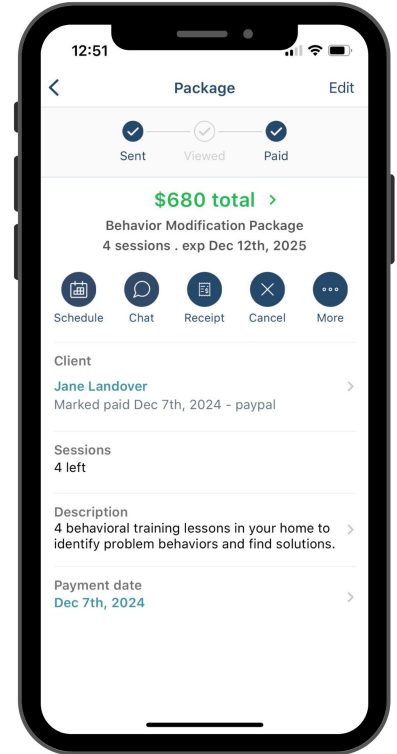 12:51
Package
Edit
Sent
Viewed
Paid
$680 total >
Behavior Modification Package
4 sessions . exp Dec 12th, 2025
Schedule
Chat
Receipt
Cancel
More
Client
Jane Landover
Marked paid Dec 7th, 2024 - paypal
Sessions
4 left
Description
4 behavioral training lessons in your home to
identify problem behaviors and find solutions.
Payment date
Dec 7th, 2024